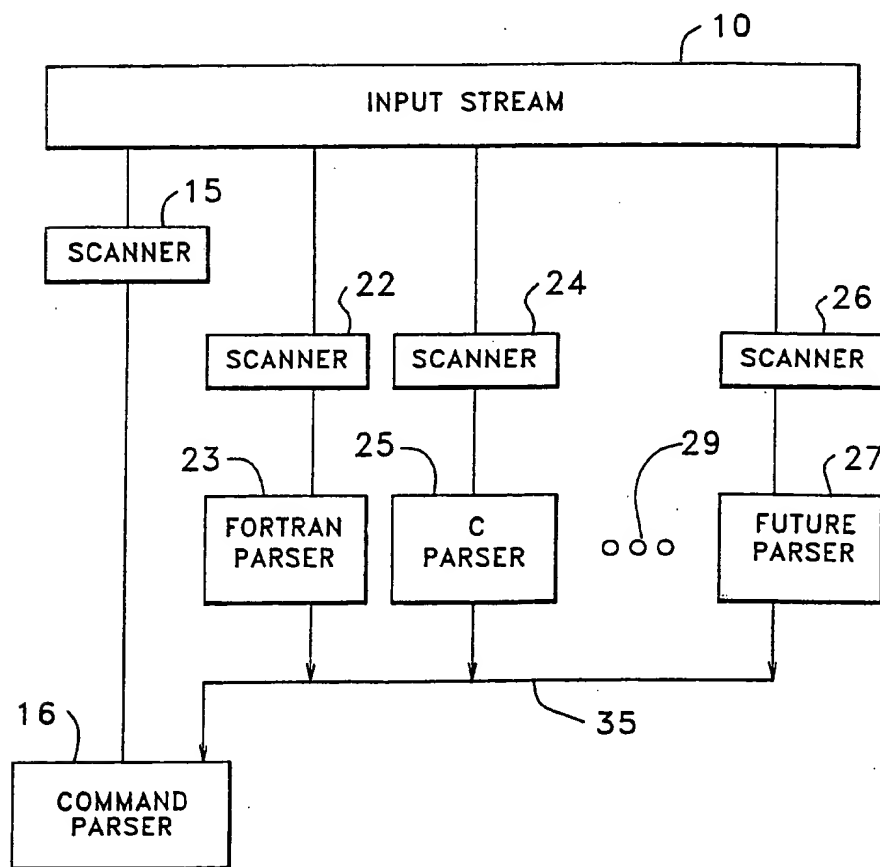 10
INPUT STREAM
15
SCANNER
22
24
26
SCANNER
SCANNER
SCANNER
23
25
29
27
FORTRAN
PARSER
C
PARSER
FUTURE
PARSER
35
16
COMMAND
PARSER